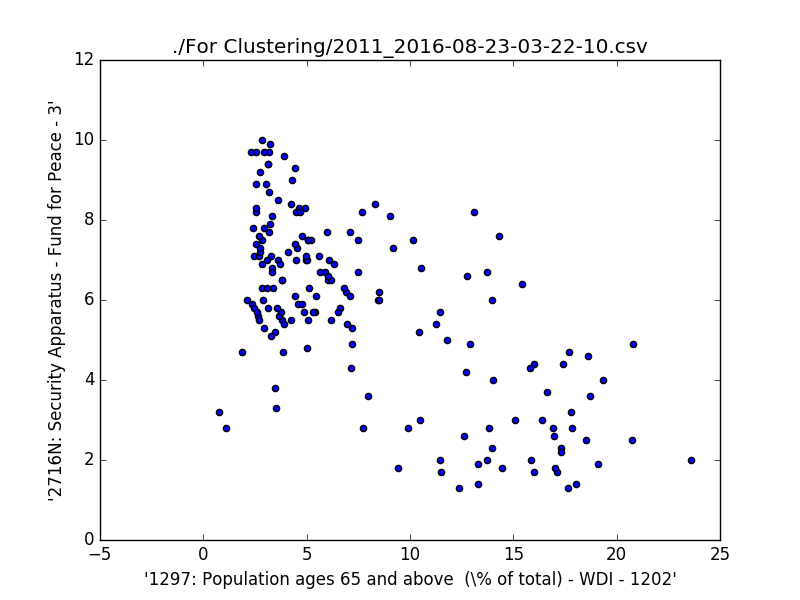 ./For Clustering/2011_2016-08-23-03-22-10.csv
'2716N: Security Apparatus - Fund for Peace - 3'
12
10
8
6
4
2
0
−5 0 5 10 15 20 25
'1297: Population ages 65 and above  (\% of total) - WDI - 1202'